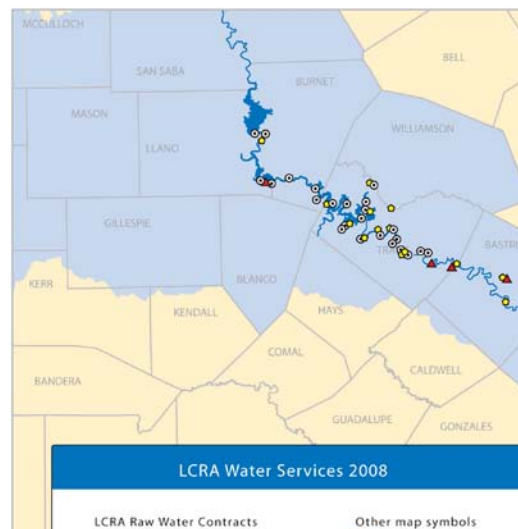 MCCULLOCH
SAN SABA
BURNET
BELL
MASON
LLANO
WILLIAMSON
GILLESPIE
TRA
BASTR
BLANCO
KERR
KENDALL
HAYS
COMAL
CALDWELL
BANDERA
GUADALUPE
GONZALES
LCRA Water Services 2008
LCRA Raw Water Contracts
Other map symbols